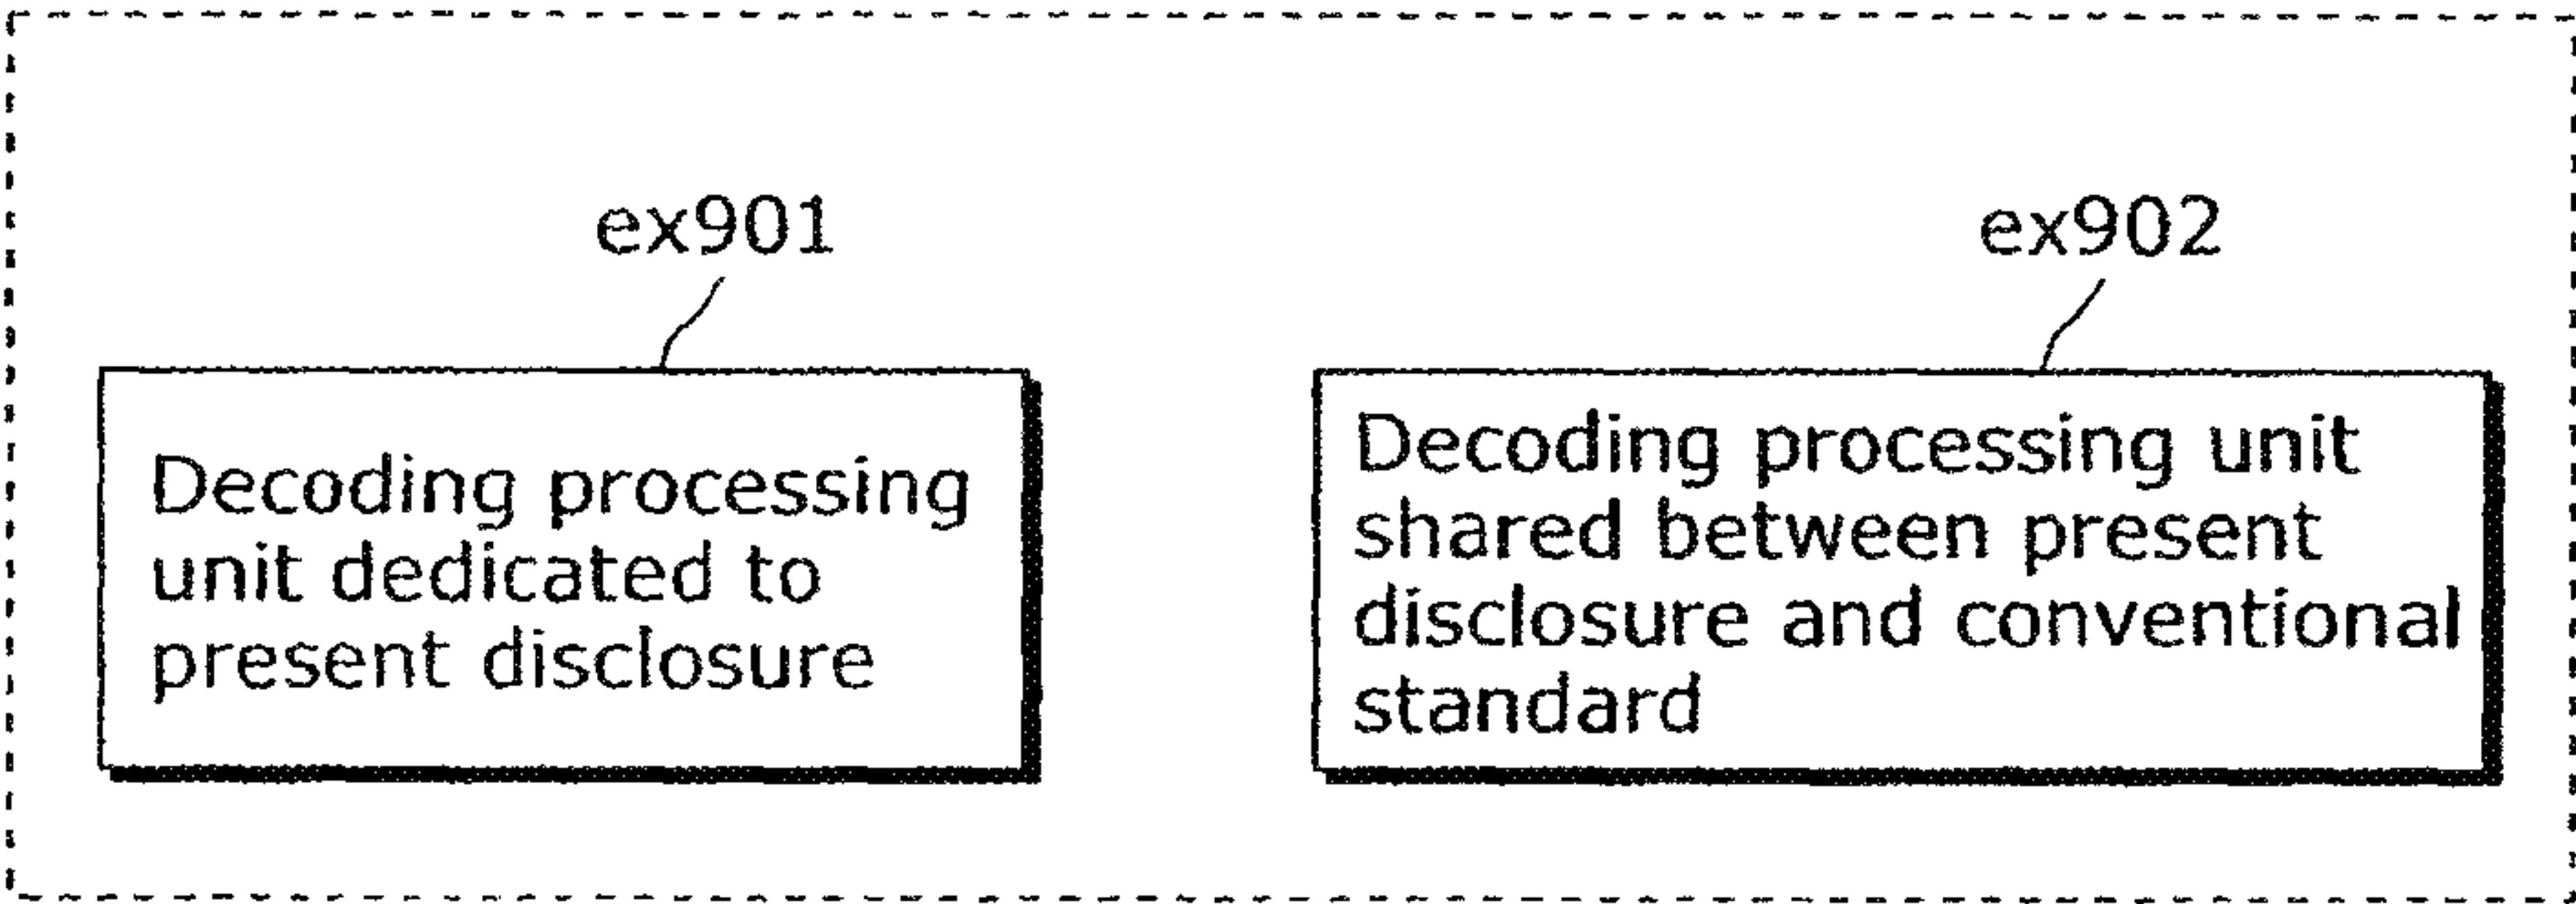 ex901
Decoding processing
unit dedicated to
present disclosure
ex902
Decoding processing unit
shared between present
disclosure and conventional
standard